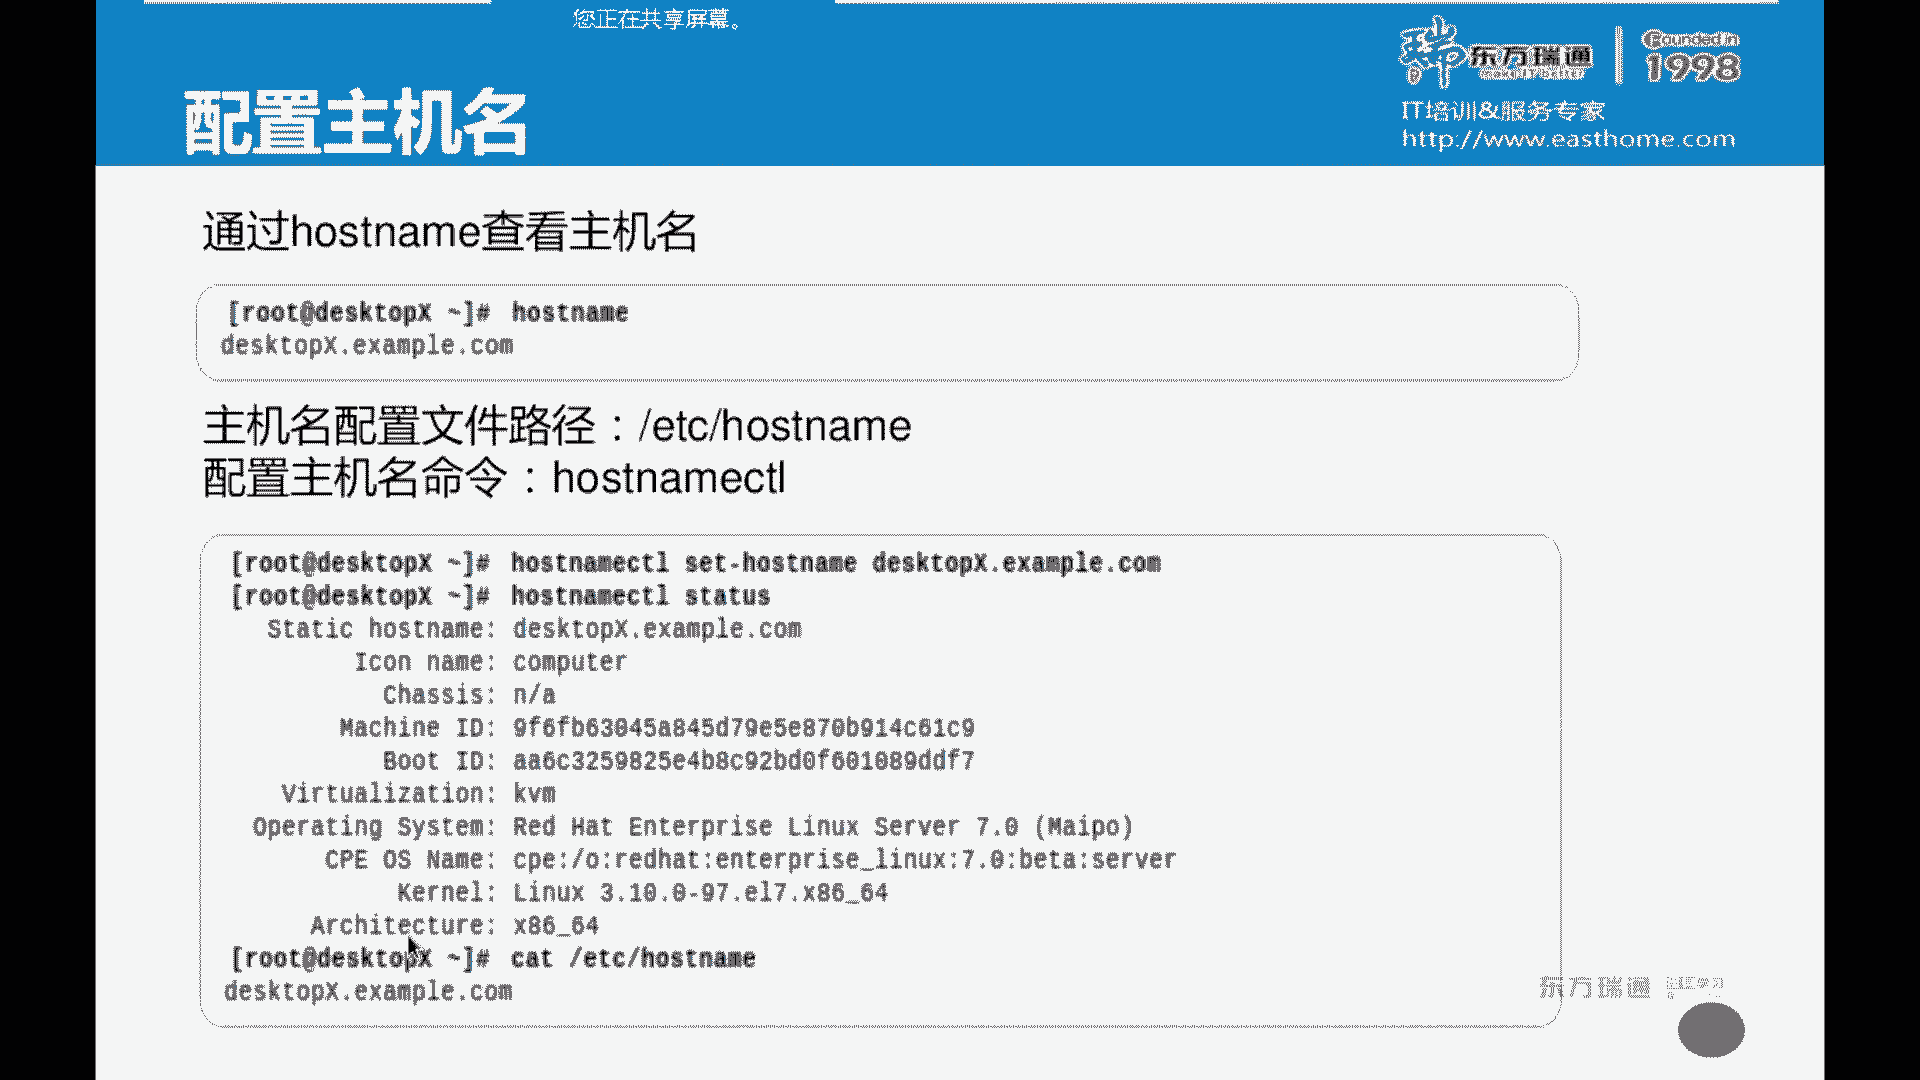 您正在共享屏幕。
东方瑞通
Founded in
1998
IT培训&服务专家
http://www.easthome.com
配置主机名
通过hostname查看主机名
[root@desktopX ~]# hostname
desktopX.example.com
主机名配置文件路径：/etc/hostname
配置主机名命令：hostnamectl
[root@desktopX ~]# hostnamectl set-hostname desktopX.example.com
[root@desktopX ~]# hostnamectl status
Static hostname: desktopX.example.com
Icon name: computer
Chassis: n/a
Machine ID: 9f6fb63045a845d79e5e870b914c61c9
Boot ID: aa6c3259825e4b8c92bd0f601089ddf7
Virtualization: kvm
Operating System: Red Hat Enterprise Linux Server 7.0 (Maipo)
CPE OS Name: cpe:/o:redhat:enterprise_linux:7.0:beta:server
Kernel: Linux 3.10.0-97.el7.x86_64
Architecture: x86_64
[root@desktopX ~]# cat /etc/hostname
desktopX.example.com
东方瑞通